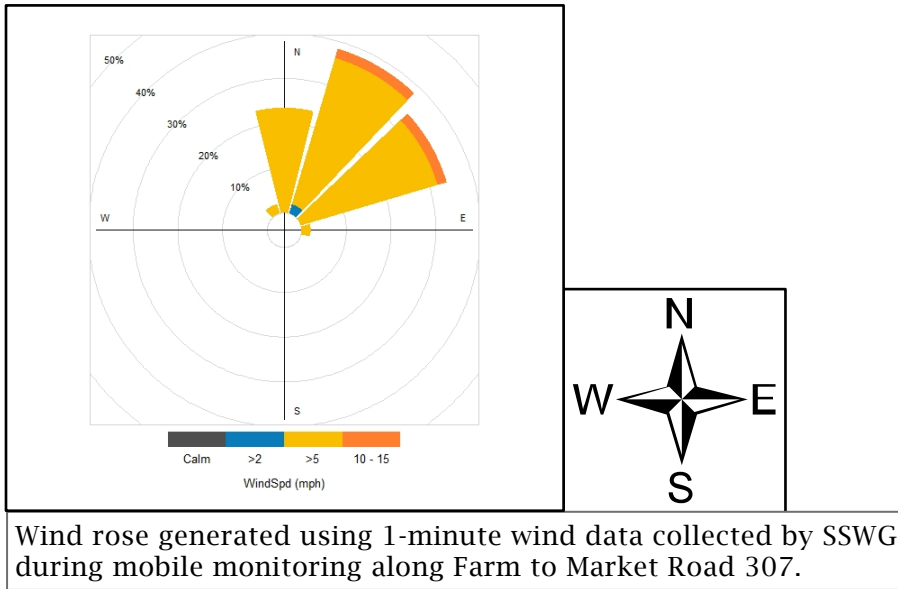 50%
N
40%
30%
20%
10%
W
E
S
Calm >2 >5 10 - 15
WindSpd (mph)
N
W E
S
Wind rose generated using 1-minute wind data collected by SSWG
during mobile monitoring along Farm to Market Road 307.